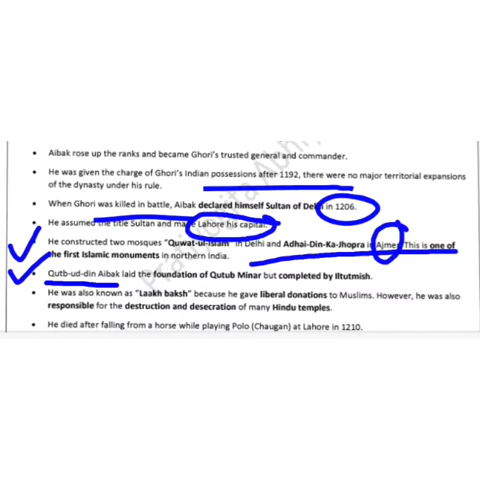 • Aibak rose up the ranks and became Ghori's trusted general and commander.
• He was given the charge of Ghori's Indian possessions after 1192, there were no major territorial expansions
of the dynasty under his rule.
• When Ghori was killed in battle, Aibak declared himself Sultan of Delhi in 1206.
• He assumed the title Sultan and made Lahore his capital.
He constructed two mosques "Quwat-ul-Islam" in Delhi and Adhai-Din-Ka-Jhopra in Ajmer. This is one of
the first Islamic monuments in northern India.
Qutb-ud-din Aibak laid the foundation of Qutub Minar but completed by Iltutmish.
• He was also known as "Laakh baksh" because he gave liberal donations to Muslims. However, he was also
responsible for the destruction and desecration of many Hindu temples.
• He died after falling from a horse while playing Polo (Chaugan) at Lahore in 1210.